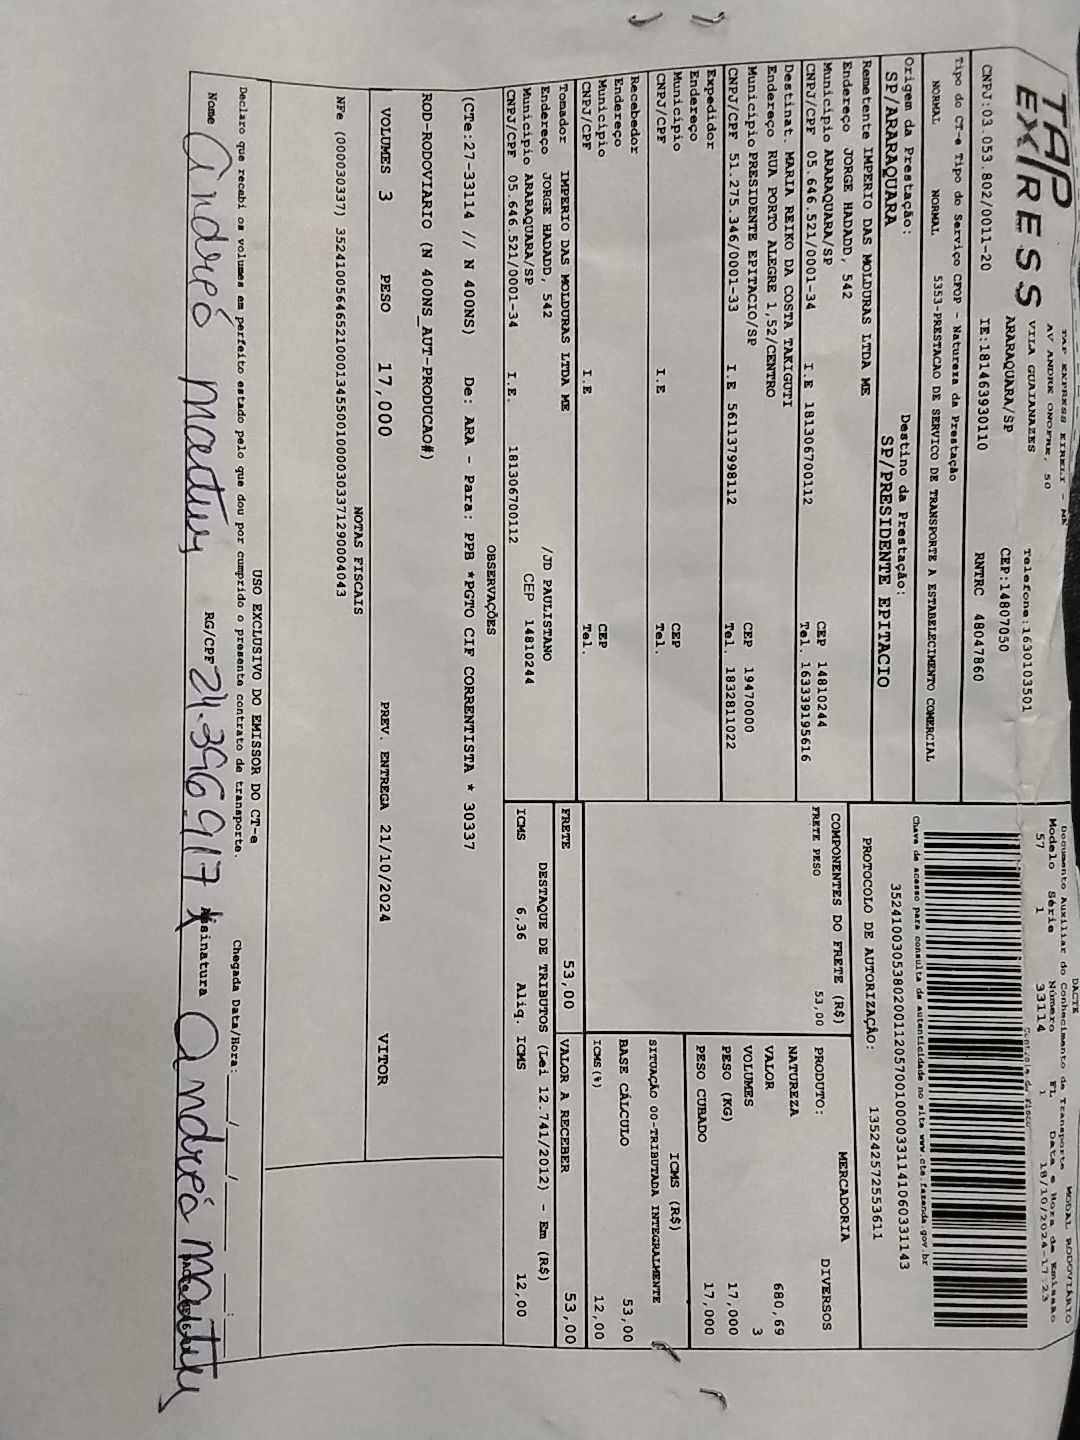 TAP EXPRESS
TAP EXPRESS EIRELI - ME
AV ANDRE ONOFRE, 50
VILA GUAIANAZES
Telefone:1630103501
ARARAQUARA/SP
CEP:14807050
CNPJ:03.053.802/0011-20 IE:181463930110 RNTRC 48047860
Tipo do CT-e Tipo do Serviço CFOP - Natureza da Prestação
NORMAL NORMAL 5353-PRESTACAO DE SERVICO DE TRANSPORTE A ESTABELECIMENTO COMERCIAL
Origem da Prestação: Destino da Prestação:
SP/ARARAQUARA SP/PRESIDENTE EPITACIO
Remetente IMPERIO DAS MOLDURAS LTDA ME
Endereço JORGE HADADD, 542
Municipio ARARAQUARA/SP CEP 14810244
CNPJ/CPF 05.646.521/0001-34 I.E 181306700112 Tel. 163339195616
Destinat. MARIA REIKO DA COSTA TAKIGUTI
Endereço RUA PORTO ALEGRE 1,52/CENTRO
Municipio PRESIDENTE EPITACIO/SP CEP 19470000
CNPJ/CPF 51.275.346/0001-33 I.E 561137998112 Tel. 1832811022
Expedidor
Endereço
Municipio CEP
CNPJ/CPF I.E Tel.
Recebedor
Endereço
Municipio CEP
CNPJ/CPF I.E Tel.
Tomador IMPERIO DAS MOLDURAS LTDA ME
Endereço JORGE HADADD, 542 /JD PAULISTANO
Municipio ARARAQUARA/SP CEP 14810244
CNPJ/CPF 05.646.521/0001-34 I.E. 181306700112
DACTE
Documento Auxiliar do Conhecimento de Transporte MODAL RODOVIÁRIO
Modelo Série Número FL Data e Hora de Emissão
57 1 33114 1 18/10/2024-17:23
Controle do Fisco
Chave de acesso para consulta de autenticidade no site www.cte.fazenda.gov.br
35241003053802001120570010000331141060331143
PROTOCOLO DE AUTORIZAÇÃO: 135242572553611
COMPONENTES DO FRETE (R$)
FRETE PESO 53,00
MERCADORIA
PRODUTO: DIVERSOS
NATUREZA
VALOR 680,69
VOLUMES 3
PESO (KG) 17,000
PESO CUBADO 17,000
ICMS (R$)
SITUAÇÃO 00-TRIBUTADA INTEGRALMENTE
BASE CÁLCULO 53,00
ICMS(%) 12,00
FRETE 53,00 VALOR A RECEBER 53,00
DESTAQUE DE TRIBUTOS (Lei 12.741/2012) - Em (R$)
ICMS 6,36 Aliq. ICMS 12,00
OBSERVAÇÕES
(CTe:27-33114 // N 400NS) De: ARA - Para: PPB *PGTO CIF CORRENTISTA * 30337
ROD-RODOVIARIO (N 400NS_AUT-PRODUCAO#)
VOLUMES 3 PESO 17,000 PREV. ENTREGA 21/10/2024 VITOR
NOTAS FISCAIS
NFe (000030337) 35241005646521000134550010000303371290004043
USO EXCLUSIVO DO EMISSOR DO CT-e
Declaro que recebi os volumes em perfeito estado pelo que dou por cumprido o presente contrato de transporte. Chegada Data/Hora: ____/____/____ ____:____
Nome RG/CPF 24.396.917 Assinatura